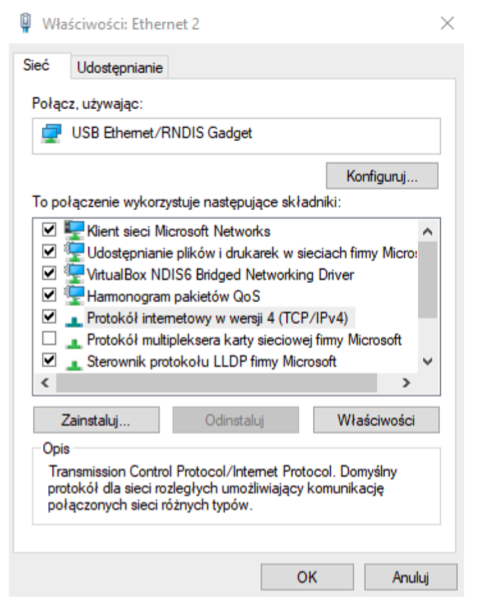 Właściwości: Ethernet 2
Sieć
Udostępnianie
Połącz, używając:
USB Ethernet/RNDIS Gadget
Konfiguruj...
To połączenie wykorzystuje następujące składniki:
Klient sieci Microsoft Networks
Udostępnianie plików i drukarek w sieciach firmy Micro
VirtualBox NDIS6 Bridged Networking Driver
Harmonogram pakietów QoS
Protokół internetowy w wersji 4 (TCP/IPv4)
Protokół multipleksera karty sieciowej firmy Microsoft
Sterownik protokołu LLDP firmy Microsoft
Zainstaluj...
Odinstaluj
Właściwości
Opis
Transmission Control Protocol/Internet Protocol. Domyślny
protokół dla sieci rozległych umożliwiający komunikację
połączonych sieci różnych typów.
OK
Anuluj